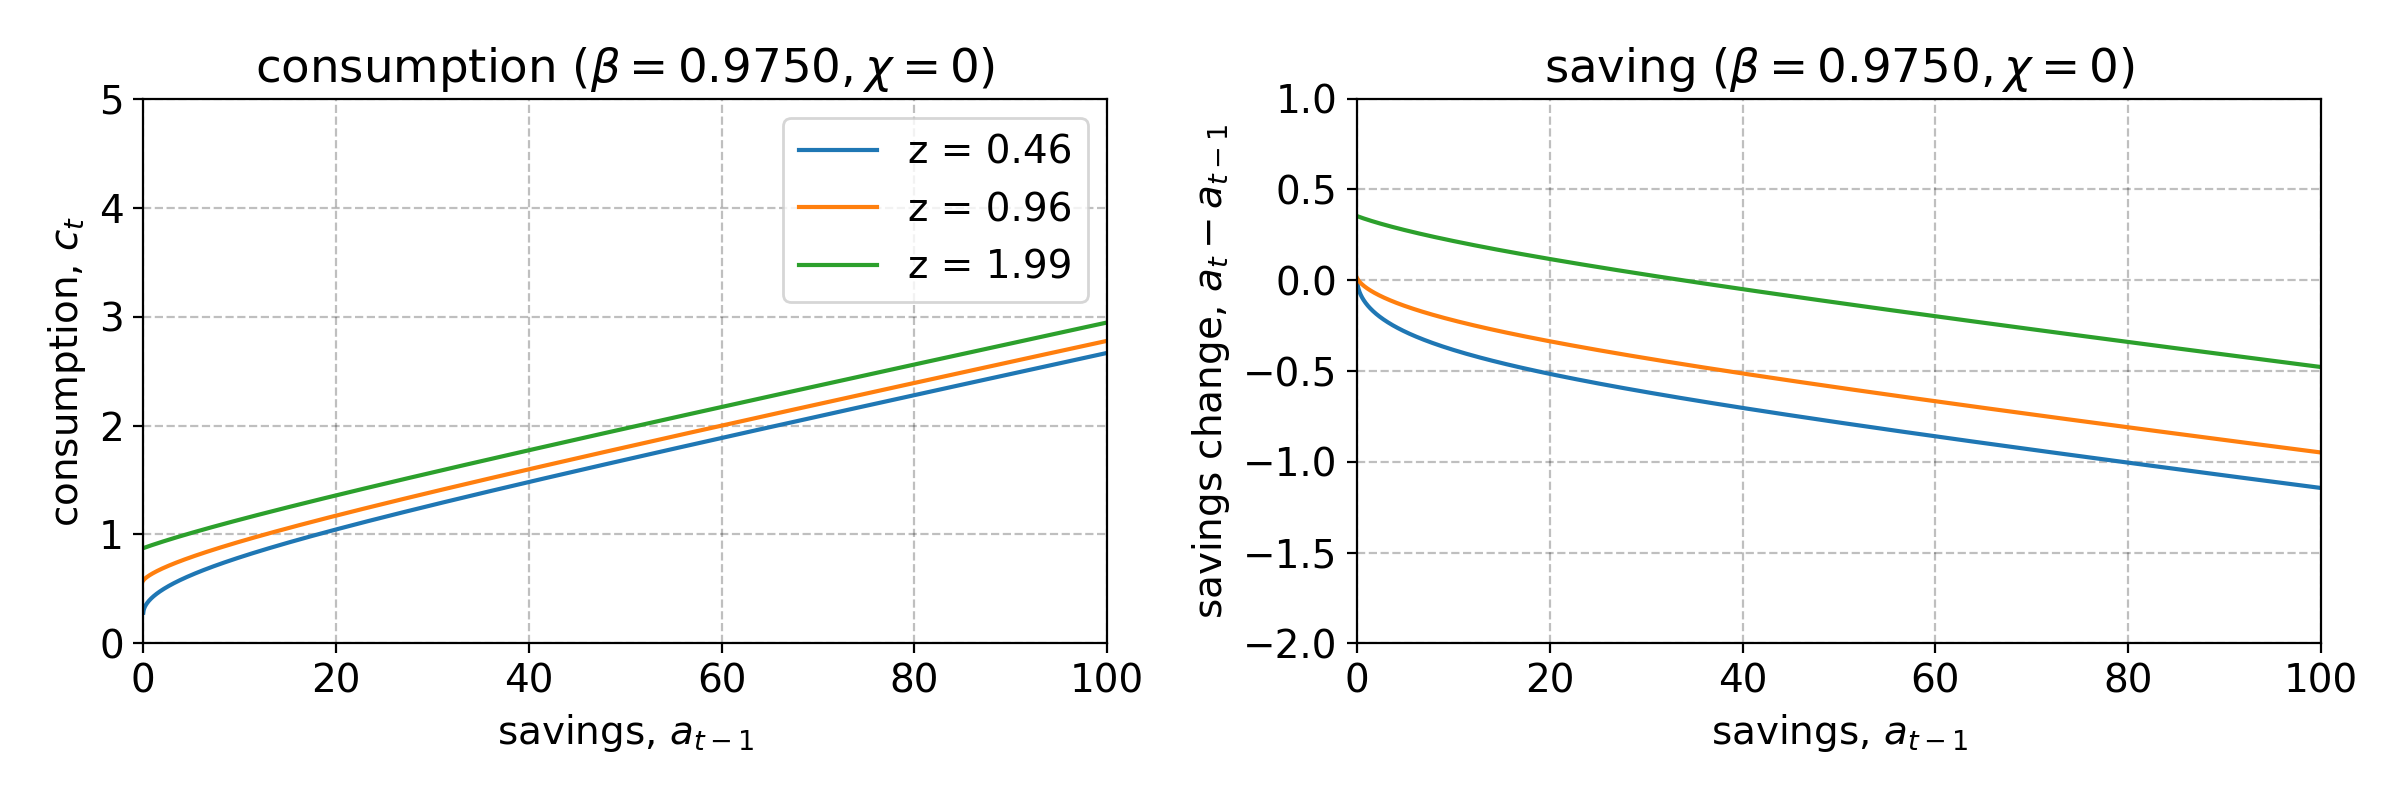 consumption (β = 0.9750, χ = 0)
5
4
3
2
1
0
consumption, c_t
z = 0.46
z = 0.96
z = 1.99
0 20 40 60 80 100
savings, a_{t−1}
saving (β = 0.9750, χ = 0)
1.0
0.5
0.0
−0.5
−1.0
−1.5
−2.0
savings change, a_t − a_{t−1}
0 20 40 60 80 100
savings, a_{t−1}